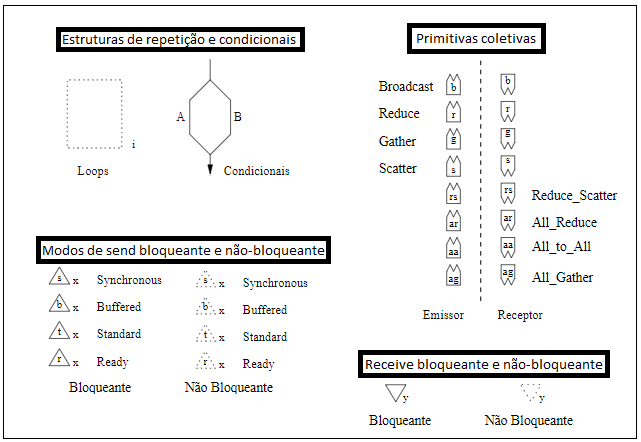 Estruturas de repetição e condicionais
A B
i
Loops Condicionais
Primitivas coletivas
Broadcast b b
Reduce r r
Gather g g
Scatter s s
rs rs Reduce_Scatter
ar ar All_Reduce
aa aa All_to_All
ag ag All_Gather
Emissor Receptor
Modos de send bloqueante e não-bloqueante
s x Synchronous s x Synchronous
b x Buffered b x Buffered
t x Standard t x Standard
r x Ready r x Ready
Bloqueante Não Bloqueante
Receive bloqueante e não-bloqueante
y y
Bloqueante Não Bloqueante